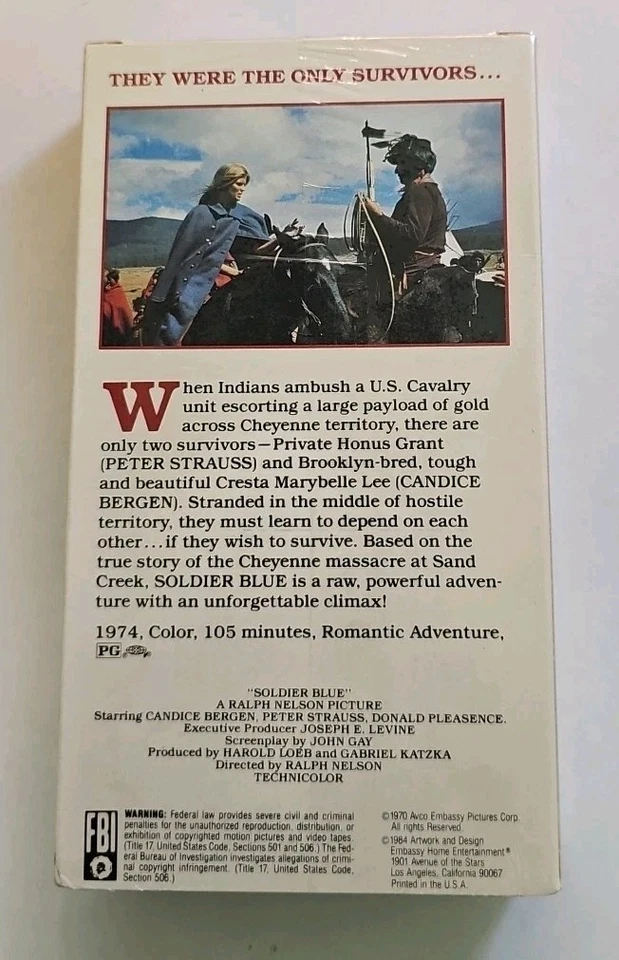 THEY WERE THE ONLY SURVIVORS...
When Indians ambush a U.S. Cavalry
unit escorting a large payload of gold
across Cheyenne territory, there are
only two survivors—Private Honus Grant
(PETER STRAUSS) and Brooklyn-bred, tough
and beautiful Cresta Marybelle Lee (CANDICE
BERGEN). Stranded in the middle of hostile
territory, they must learn to depend on each
other...if they wish to survive. Based on the
true story of the Cheyenne massacre at Sand
Creek, SOLDIER BLUE is a raw, powerful adven-
ture with an unforgettable climax!
1974, Color, 105 minutes, Romantic Adventure,
PG
"SOLDIER BLUE"
A RALPH NELSON PICTURE
Starring CANDICE BERGEN, PETER STRAUSS, DONALD PLEASENCE.
Executive Producer JOSEPH E. LEVINE
Screenplay by JOHN GAY
Produced by HAROLD LOEB and GABRIEL KATZKA
Directed by RALPH NELSON
TECHNICOLOR
FBI
WARNING: Federal law provides severe civil and criminal
penalties for the unauthorized reproduction, distribution, or
exhibition of copyrighted motion pictures and video tapes.
(Title 17, United States Code, Sections 501 and 506.) The Fed-
eral Bureau of Investigation investigates allegations of crimi-
nal copyright infringement. (Title 17, United States Code,
Section 506.)
©1970 Avco Embassy Pictures Corp.
All rights Reserved.
©1984 Artwork and Design
Embassy Home Entertainment®
1901 Avenue of the Stars
Los Angeles, California 90067
Printed in the U.S.A.